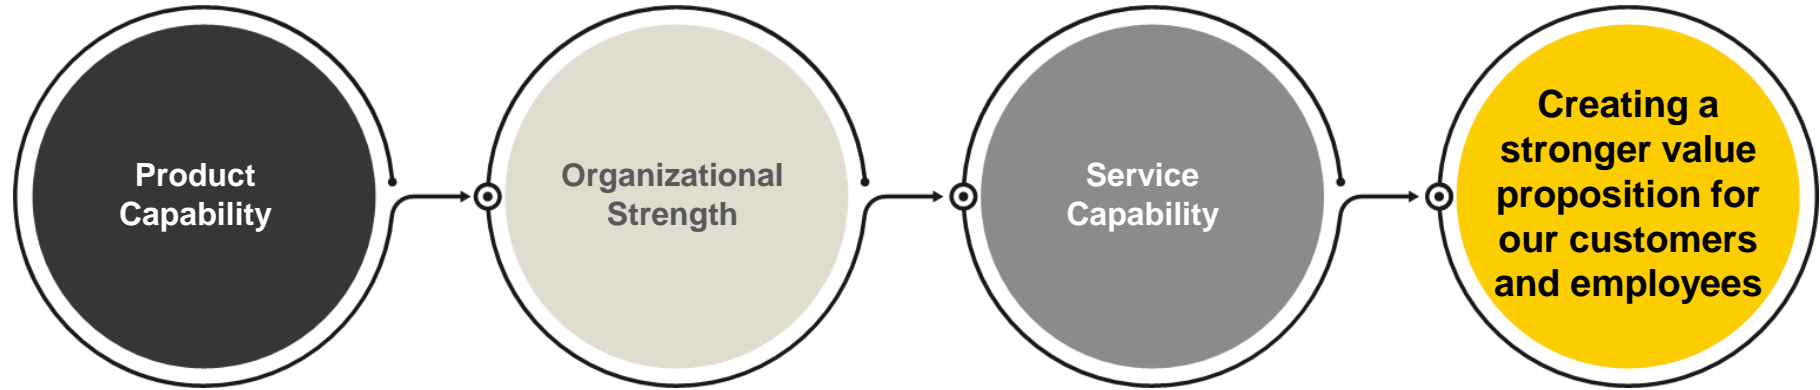 Product
Capability
Organizational
Strength
Service
Capability
Creating a
stronger value
proposition for
our customers
and employees